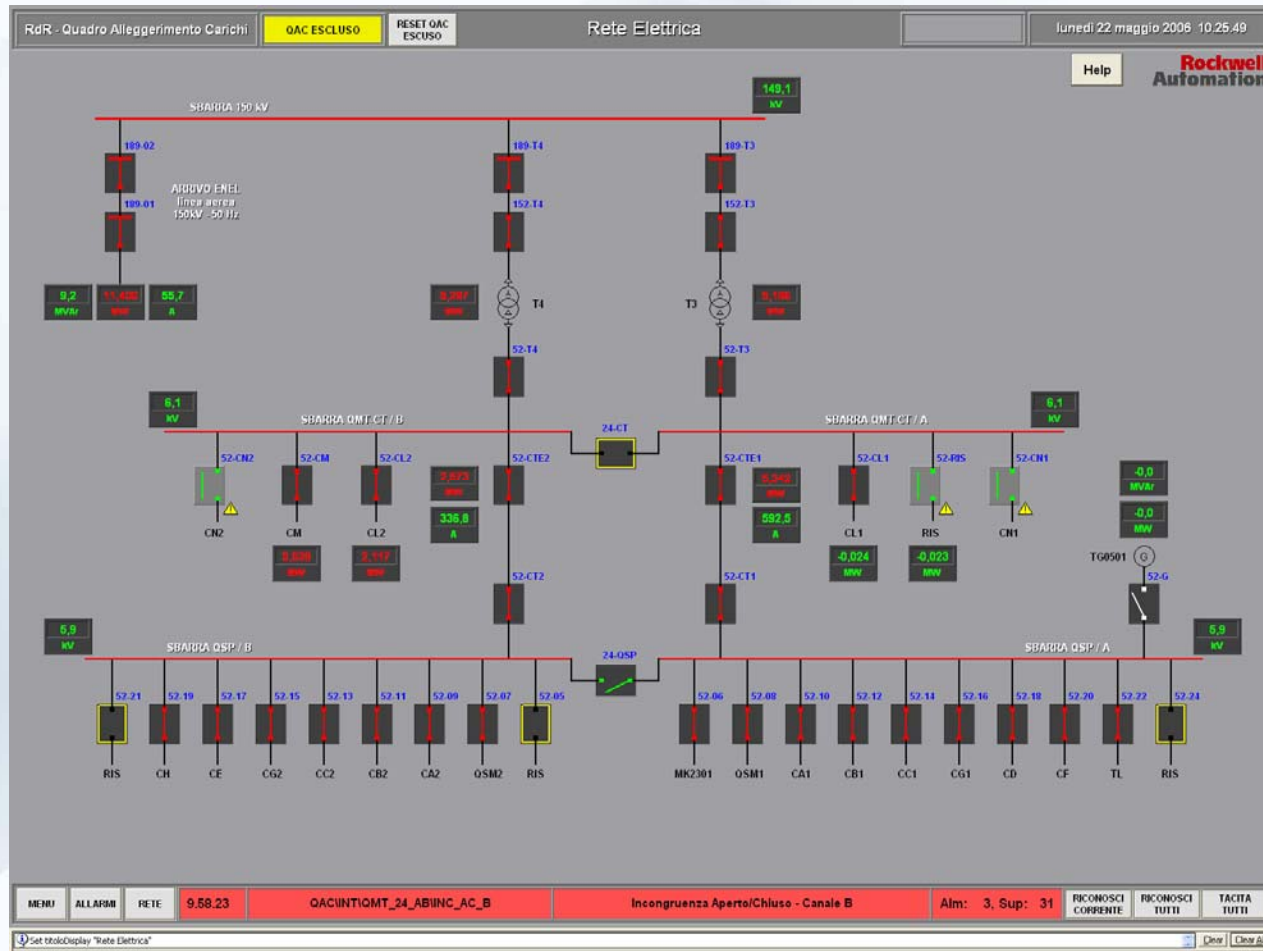 RdR - Quadro Alleggerimento Carichi
QAC ESCLUSO
RESET QAC
ESCUSO
Rete Elettrica
lunedì 22 maggio 2006 10.25.49
Help
Rockwell
Automation
SBARRA 150 kV
149,1
kV
189-02
189-T4
189-T3
ARRIVO ENEL
linea aerea
150kV - 50 Hz
189-01
152-T4
152-T3
9,2
MVAr
MW
55,7
A
MW
T4
T3
MW
52-T4
52-T3
6,1
kV
SBARRA QMT CT / B
24-CT
SBARRA QMT CT / A
6,1
kV
52-CN2
52-CM
52-CL2
52-CTE2
52-CTE1
52-CL1
52-RIS
52-CN1
MW
336,8
A
MW
592,5
A
-0,0
MVAr
-0,0
MW
CN2
CM
CL2
CL1
RIS
CN1
MW
MW
-0,024
MW
-0,023
MW
TG0501
G
52-G
52-CT2
52-CT1
5,9
kV
SBARRA QSP / B
24-QSP
SBARRA QSP / A
5,9
kV
52-21
52-19
52-17
52-15
52-13
52-11
52-09
52-07
52-05
52-06
52-08
52-10
52-12
52-14
52-16
52-18
52-20
52-22
52-24
RIS
CH
CE
CG2
CC2
CB2
CA2
QSM2
RIS
MK2301
QSM1
CA1
CB1
CC1
CG1
CD
CF
TL
RIS
MENU
ALLARMI
RETE
9.58.23
QAC\INT\QMT_24_AB\INC_AC_B
Incongruenza Aperto/Chiuso - Canale B
Alm: 3, Sup: 31
RICONOSCI
CORRENTE
RICONOSCI
TUTTI
TACITA
TUTTI
Set titoloDisplay "Rete Elettrica"
Clear
Clear A